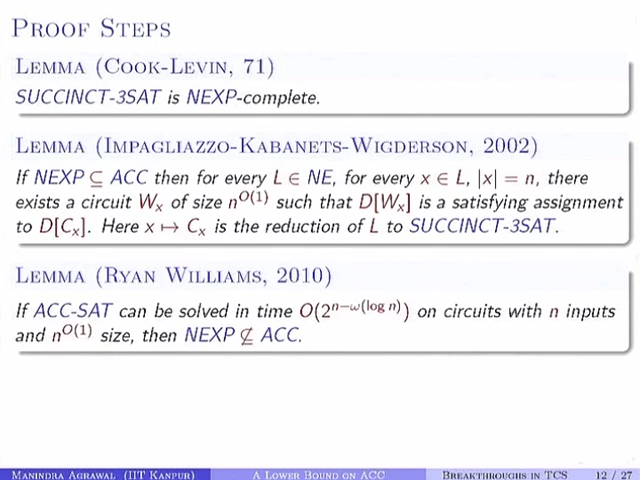 Proof Steps
Lemma (Cook-Levin, 71)
SUCCINCT-3SAT is NEXP-complete.
Lemma (Impagliazzo-Kabanets-Wigderson, 2002)
If NEXP ⊆ ACC then for every L ∈ NE, for every x ∈ L, |x| = n, there
exists a circuit Wₓ of size n^O(1) such that D[Wₓ] is a satisfying assignment
to D[Cₓ]. Here x ↦ Cₓ is the reduction of L to SUCCINCT-3SAT.
Lemma (Ryan Williams, 2010)
If ACC-SAT can be solved in time O(2^n−ω(log n)) on circuits with n inputs
and n^O(1) size, then NEXP ⊈ ACC.
Manindra Agrawal (IIT Kanpur) A Lower Bound on ACC Breakthroughs in TCS 12 / 27